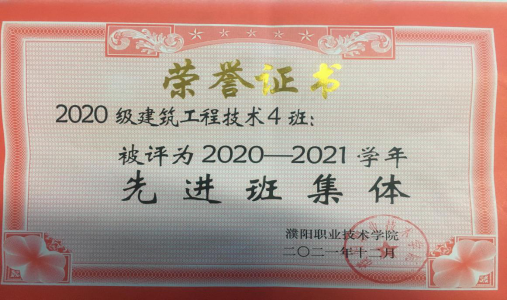 荣誉证书
2020级建筑工程技术4班:
被评为2020—2021学年
先进班集体
濮阳职业技术学院
二〇二一年十二月